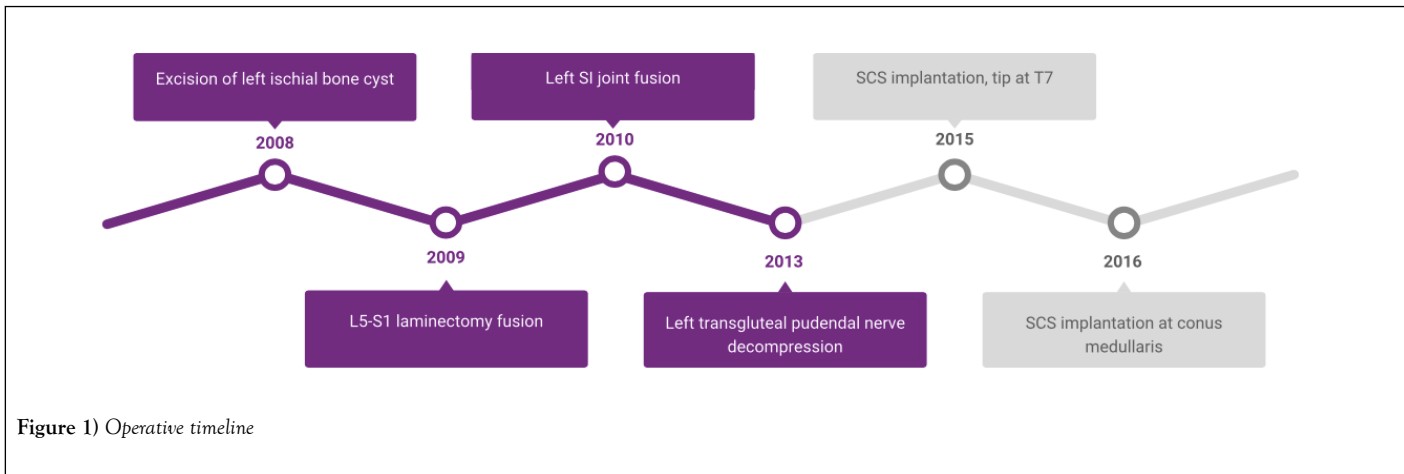 Excision of left ischial bone cyst
2008
Left SI joint fusion
2010
SCS implantation, tip at T7
2015
2009
L5-S1 laminectomy fusion
2013
Left transgluteal pudendal nerve
decompression
2016
SCS implantation at conus
medullaris
Figure 1) Operative timeline